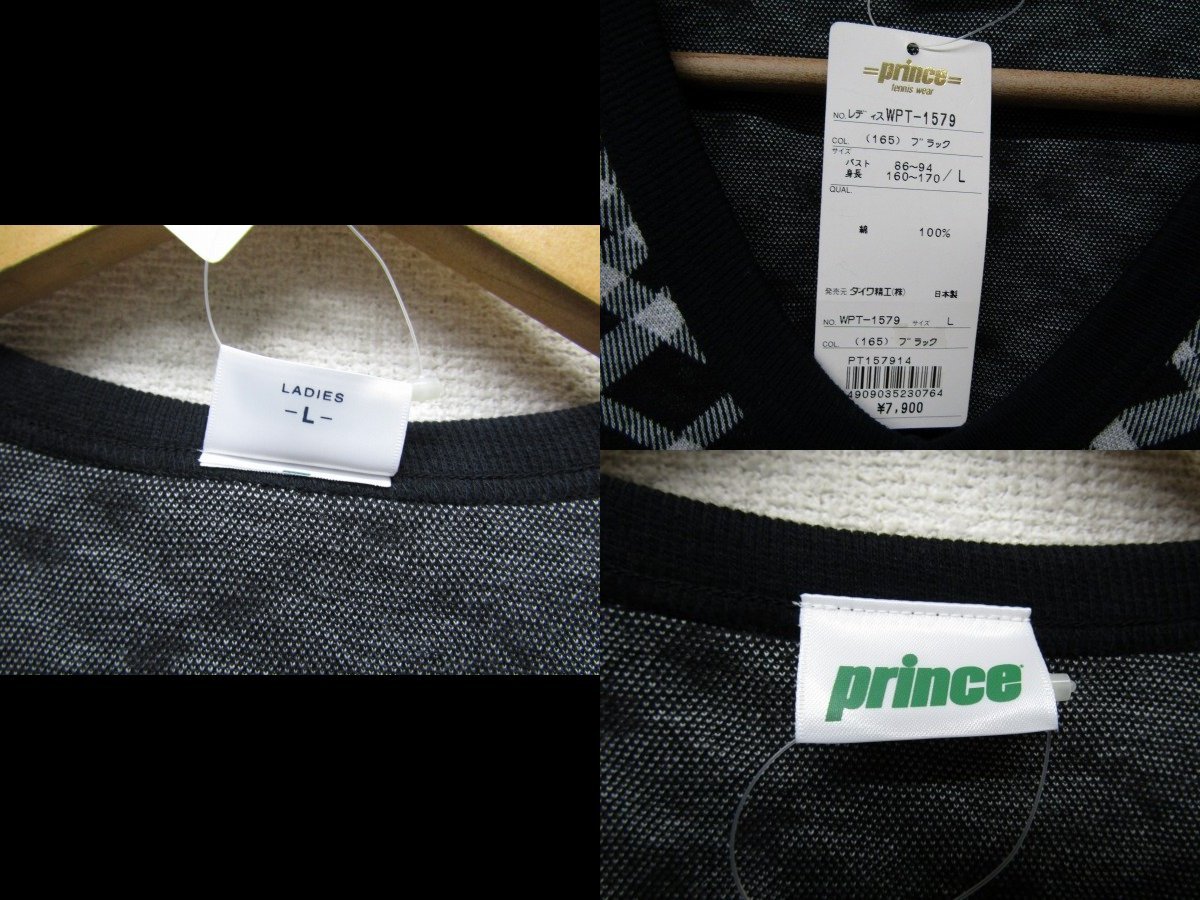 LADIES
-L-
=prince=
tennis wear
NO. レディス WPT-1579
COL. (165) ブラック
サイズ
バスト 86~94
身長 160~170 / L
QUAL.
綿 100%
発売元 ダイワ精工(株) 日本製
NO. WPT-1579 サイズ L
COL. (165) ブラック
PT157914
4909035230764
¥7,900
prince